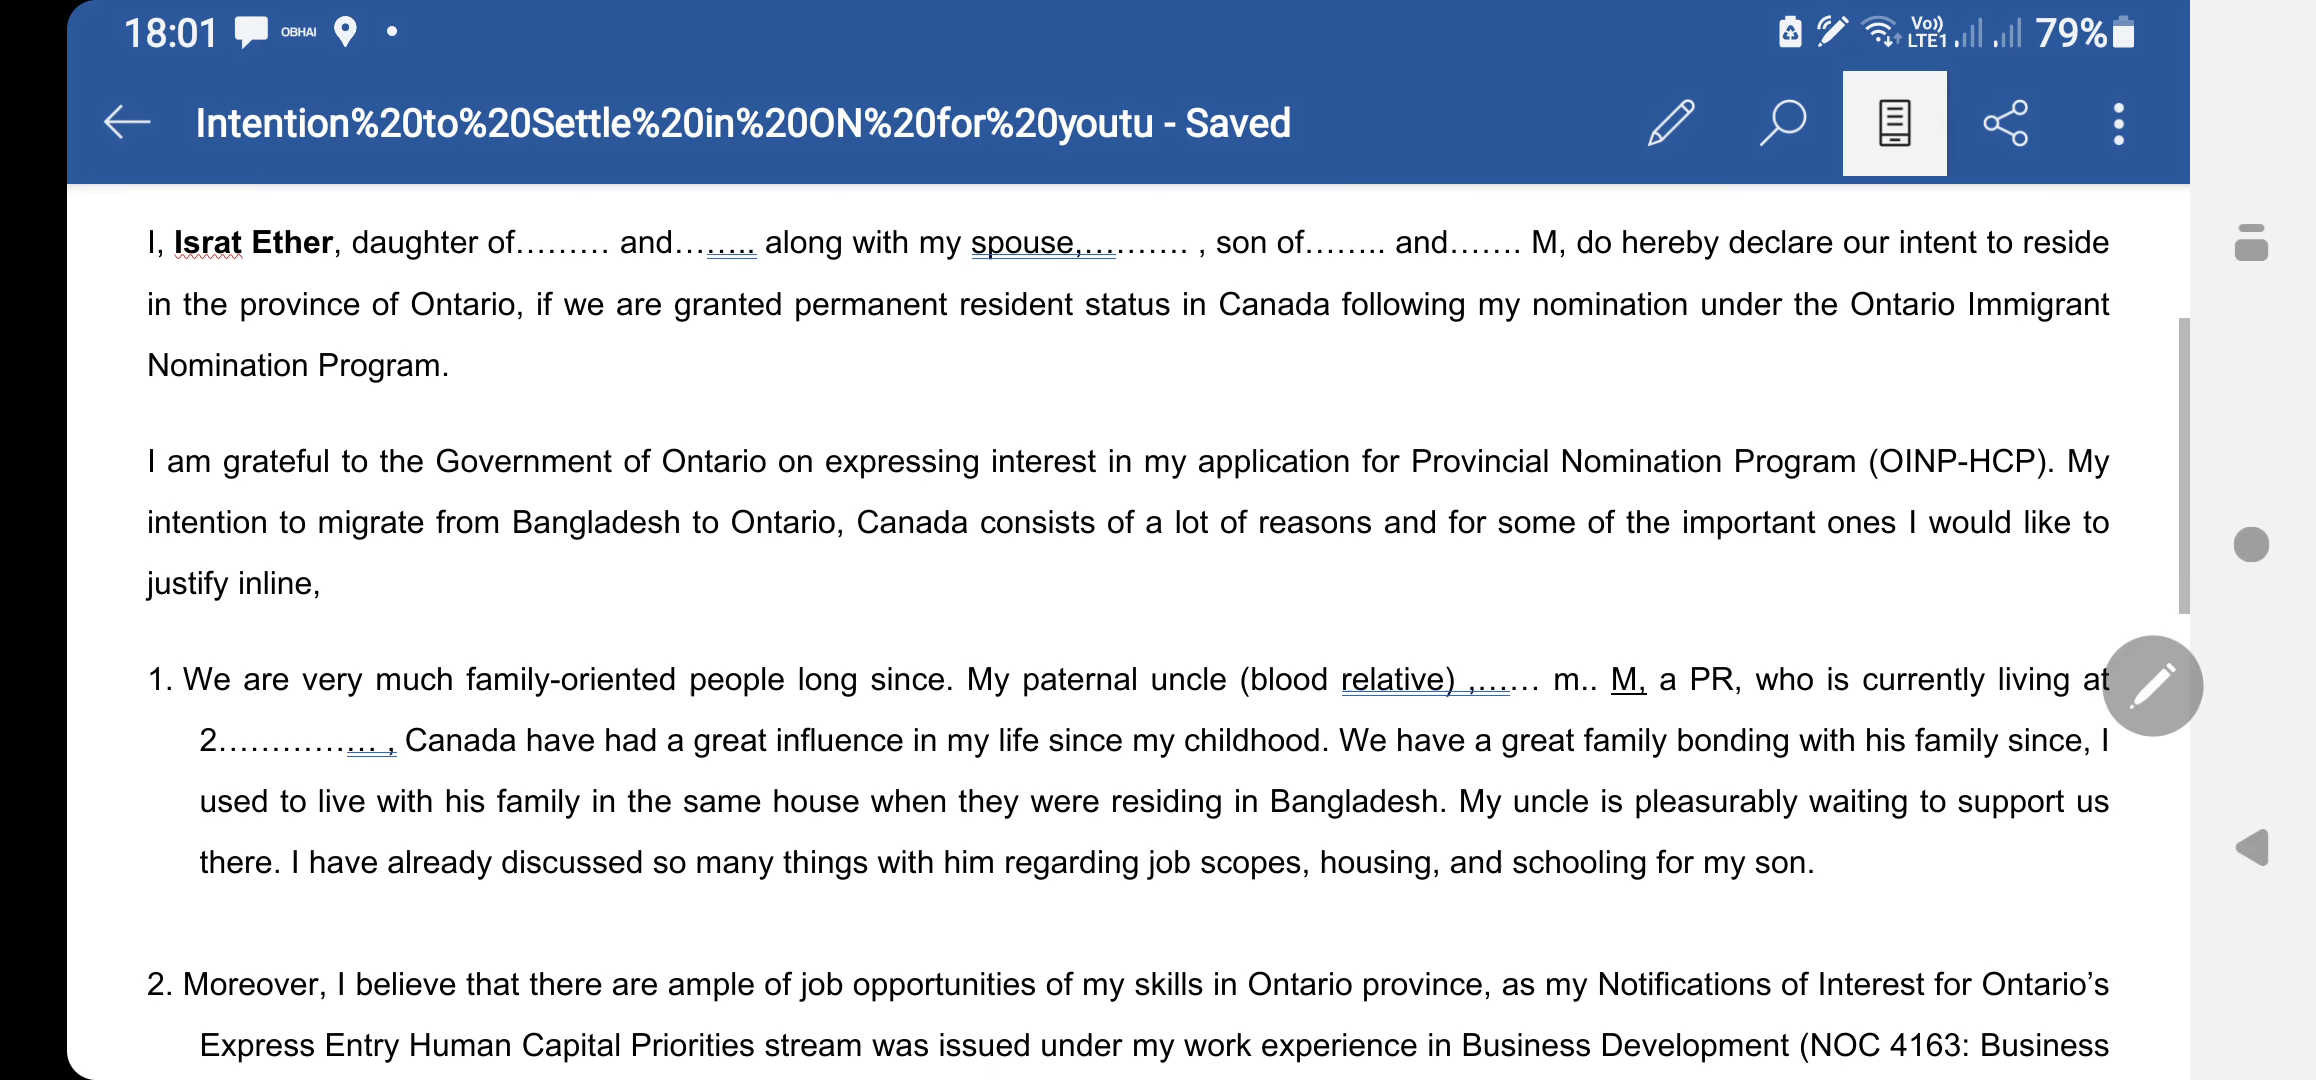 18:01 OBHAI Vo)) LTE1 79%
Intention%20to%20Settle%20in%20ON%20for%20youtu - Saved
I, Israt Ether, daughter of......... and........ along with my spouse,.......... , son of........ and....... M, do hereby declare our intent to reside
in the province of Ontario, if we are granted permanent resident status in Canada following my nomination under the Ontario Immigrant
Nomination Program.
I am grateful to the Government of Ontario on expressing interest in my application for Provincial Nomination Program (OINP-HCP). My
intention to migrate from Bangladesh to Ontario, Canada consists of a lot of reasons and for some of the important ones I would like to
justify inline,
1. We are very much family-oriented people long since. My paternal uncle (blood relative) ,...... m.. M, a PR, who is currently living at
2............... , Canada have had a great influence in my life since my childhood. We have a great family bonding with his family since, I
used to live with his family in the same house when they were residing in Bangladesh. My uncle is pleasurably waiting to support us
there. I have already discussed so many things with him regarding job scopes, housing, and schooling for my son.
2. Moreover, I believe that there are ample of job opportunities of my skills in Ontario province, as my Notifications of Interest for Ontario’s
Express Entry Human Capital Priorities stream was issued under my work experience in Business Development (NOC 4163: Business